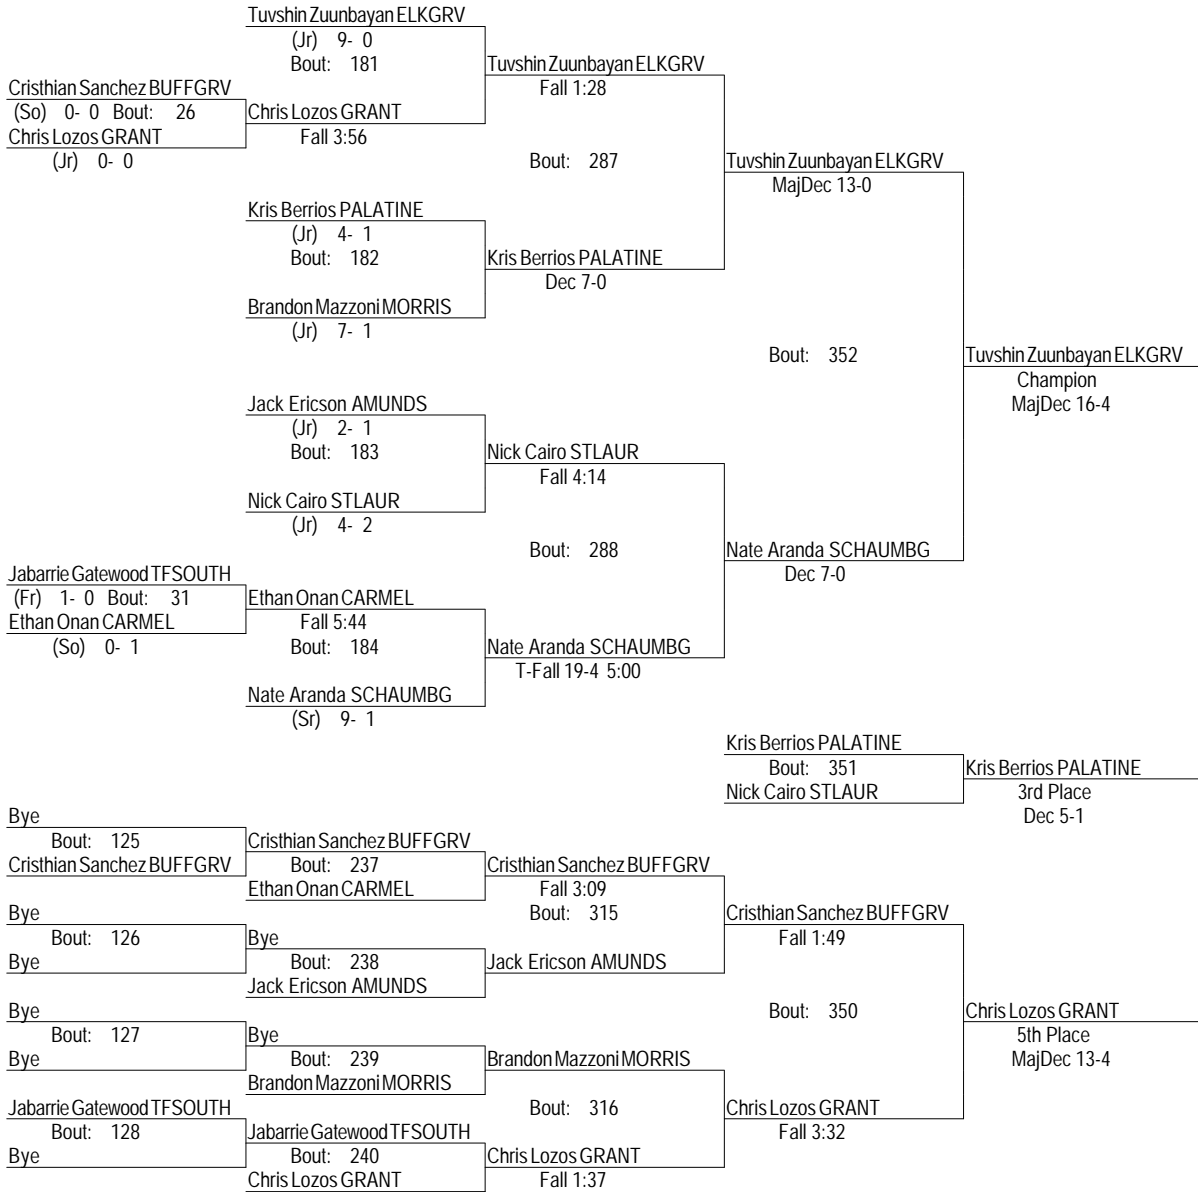 Tuvshin Zuunbayan ELKGRV
(Jr) 9- 0
Bout: 181
Tuvshin Zuunbayan ELKGRV
Fall 1:28
Cristhian Sanchez BUFFGRV
(So) 0- 0 Bout: 26
Chris Lozos GRANT
Fall 3:56
Chris Lozos GRANT
(Jr) 0- 0
Bout: 287
Tuvshin Zuunbayan ELKGRV
MajDec 13-0
Kris Berrios PALATINE
(Jr) 4- 1
Bout: 182
Kris Berrios PALATINE
Dec 7-0
Brandon Mazzoni MORRIS
(Jr) 7- 1
Bout: 352
Tuvshin Zuunbayan ELKGRV
Champion
MajDec 16-4
Jack Ericson AMUNDS
(Jr) 2- 1
Bout: 183
Nick Cairo STLAUR
Fall 4:14
Nick Cairo STLAUR
(Jr) 4- 2
Bout: 288
Nate Aranda SCHAUMBG
Dec 7-0
Jabarrie Gatewood TFSOUTH
(Fr) 1- 0 Bout: 31
Ethan Onan CARMEL
Fall 5:44
Ethan Onan CARMEL
(So) 0- 1
Bout: 184
Nate Aranda SCHAUMBG
T-Fall 19-4 5:00
Nate Aranda SCHAUMBG
(Sr) 9- 1
Kris Berrios PALATINE
Bout: 351
Kris Berrios PALATINE
Nick Cairo STLAUR
3rd Place
Dec 5-1
Bye
Bout: 125
Cristhian Sanchez BUFFGRV
Cristhian Sanchez BUFFGRV
Bout: 237
Cristhian Sanchez BUFFGRV
Ethan Onan CARMEL
Fall 3:09
Bye
Bout: 315
Cristhian Sanchez BUFFGRV
Fall 1:49
Bout: 126
Bye
Bye
Bout: 238
Jack Ericson AMUNDS
Jack Ericson AMUNDS
Bye
Bout: 350
Chris Lozos GRANT
5th Place
MajDec 13-4
Bout: 127
Bye
Bye
Bout: 239
Brandon Mazzoni MORRIS
Brandon Mazzoni MORRIS
Jabarrie Gatewood TFSOUTH
Bout: 316
Chris Lozos GRANT
Fall 3:32
Bout: 128
Jabarrie Gatewood TFSOUTH
Bye
Bout: 240
Chris Lozos GRANT
Chris Lozos GRANT
Fall 1:37